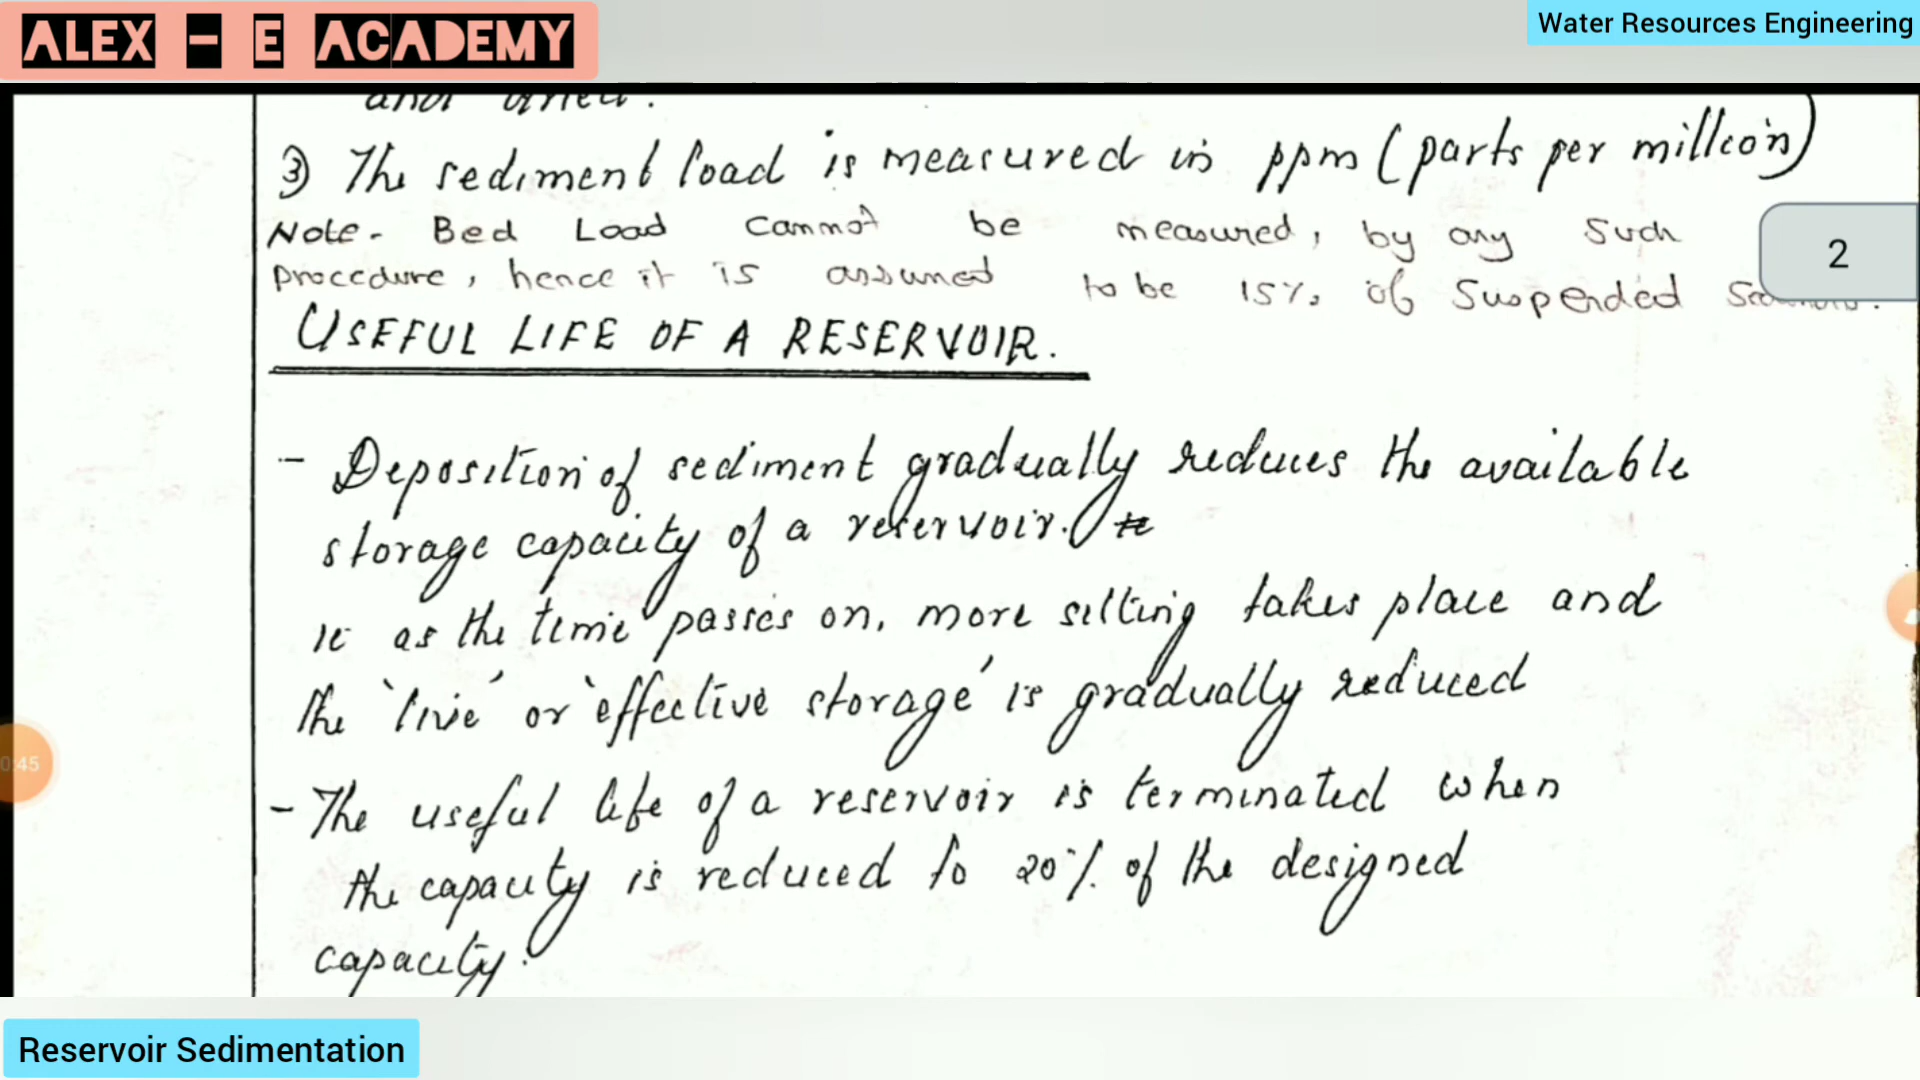 ALEX - E ACADEMY
Water Resources Engineering
③ The sediment load is measured in ppm (parts per million)
Note- Bed Load cannot be measured, by any such
2
procedure, hence it is assumed to be 15% of suspended
USEFUL LIFE OF A RESERVOIR.
- Deposition of sediment gradually reduces the available
storage capacity of a reservoir.
ie as the time passes on, more silting takes place and
the 'live' or 'effective storage' is gradually reduced
0:45
- The useful life of a reservoir is terminated when
the capacity is reduced to 20% of the designed
capacity.
Reservoir Sedimentation